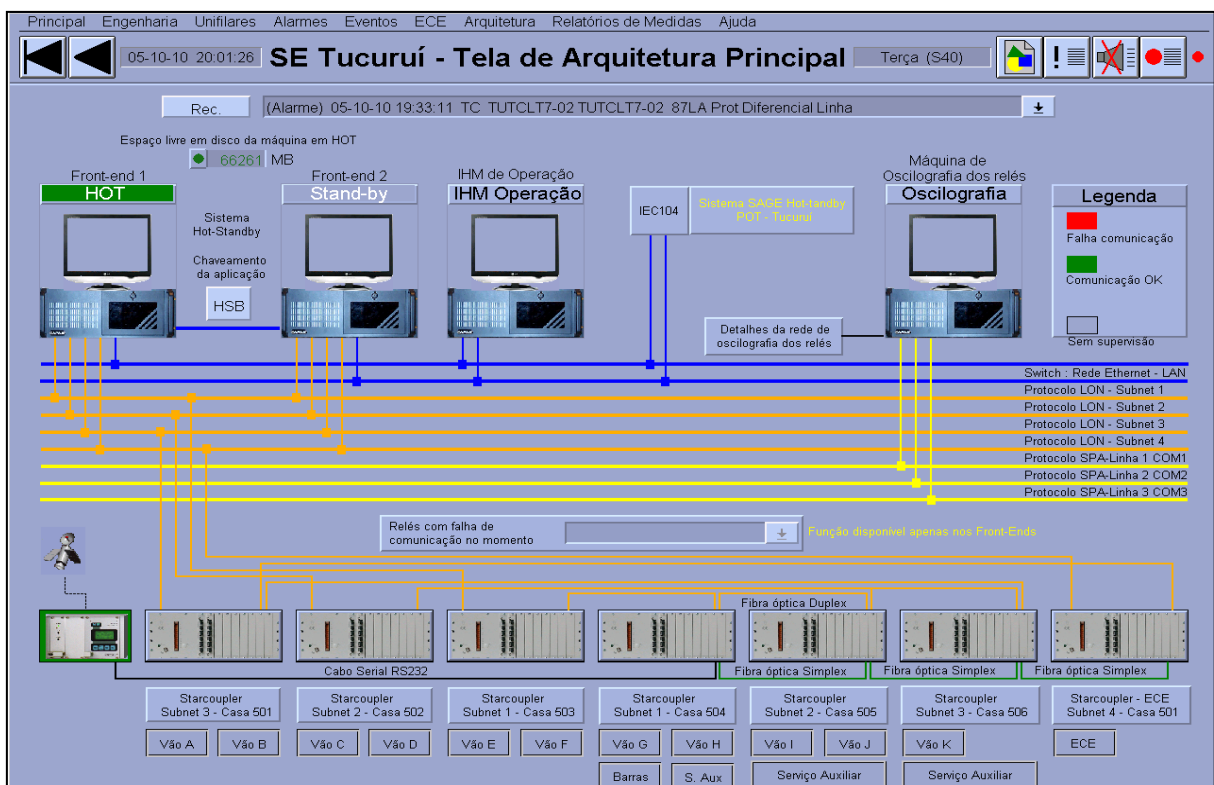 Principal Engenharia Unifilares Alarmes Eventos ECE Arquitetura Relatórios de Medidas Ajuda
05-10-10 20:01:26 SE Tucuruí - Tela de Arquitetura Principal Terça (S40)
Rec. (Alarme) 05-10-10 19:33:11 TC TUTCLT7-02 TUTCLT7-02 87LA Prot Diferencial Linha
Espaço livre em disco da máquina em HOT
66261 MB
Front-end 1
HOT
Sistema
Hot-Standby
Chaveamento
da aplicação
HSB
Front-end 2
Stand-by
IHM de Operação
IHM Operação
IEC104
Sistema SAGE Hot-tandby
POT - Tucuruí
Máquina de
Oscilografia dos relés
Oscilografia
Detalhes da rede de
oscilografia dos relés
Legenda
Falha comunicação
Comunicação OK
Sem supervisão
Switch : Rede Ethernet - LAN
Protocolo LON - Subnet 1
Protocolo LON - Subnet 2
Protocolo LON - Subnet 3
Protocolo LON - Subnet 4
Protocolo SPA-Linha 1 COM1
Protocolo SPA-Linha 2 COM2
Protocolo SPA-Linha 3 COM3
Relés com falha de
comunicação no momento
Função disponível apenas nos Front-Ends
Fibra óptica Duplex
Cabo Serial RS232
Fibra óptica Simplex
Fibra óptica Simplex
Fibra óptica Simplex
Starcoupler
Subnet 3 - Casa 501
Starcoupler
Subnet 2 - Casa 502
Starcoupler
Subnet 1 - Casa 503
Starcoupler
Subnet 1 - Casa 504
Starcoupler
Subnet 2 - Casa 505
Starcoupler
Subnet 3 - Casa 506
Starcoupler - ECE
Subnet 4 - Casa 501
Vão A Vão B Vão C Vão D Vão E Vão F Vão G Vão H Vão I Vão J Vão K ECE
Barras S. Aux Serviço Auxiliar Serviço Auxiliar